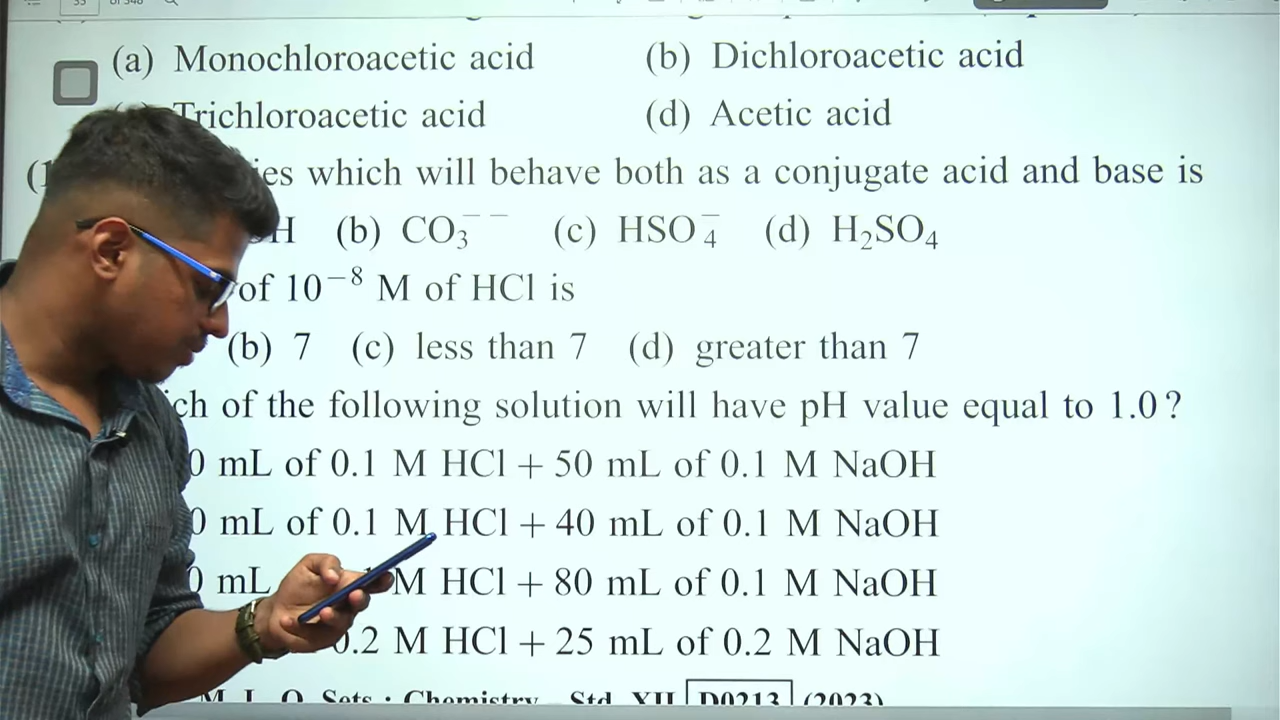 (a) Monochloroacetic acid (b) Dichloroacetic acid
Trichloroacetic acid (d) Acetic acid
which will behave both as a conjugate acid and base is
(b) CO₃⁻⁻ (c) HSO₄⁻ (d) H₂SO₄
of 10⁻⁸ M of HCl is
(b) 7 (c) less than 7 (d) greater than 7
of the following solution will have pH value equal to 1.0?
mL of 0.1 M HCl + 50 mL of 0.1 M NaOH
mL of 0.1 M HCl + 40 mL of 0.1 M NaOH
mL M HCl + 80 mL of 0.1 M NaOH
0.2 M HCl + 25 mL of 0.2 M NaOH
Sets : Chemistry Std. XII D0213 (2023)